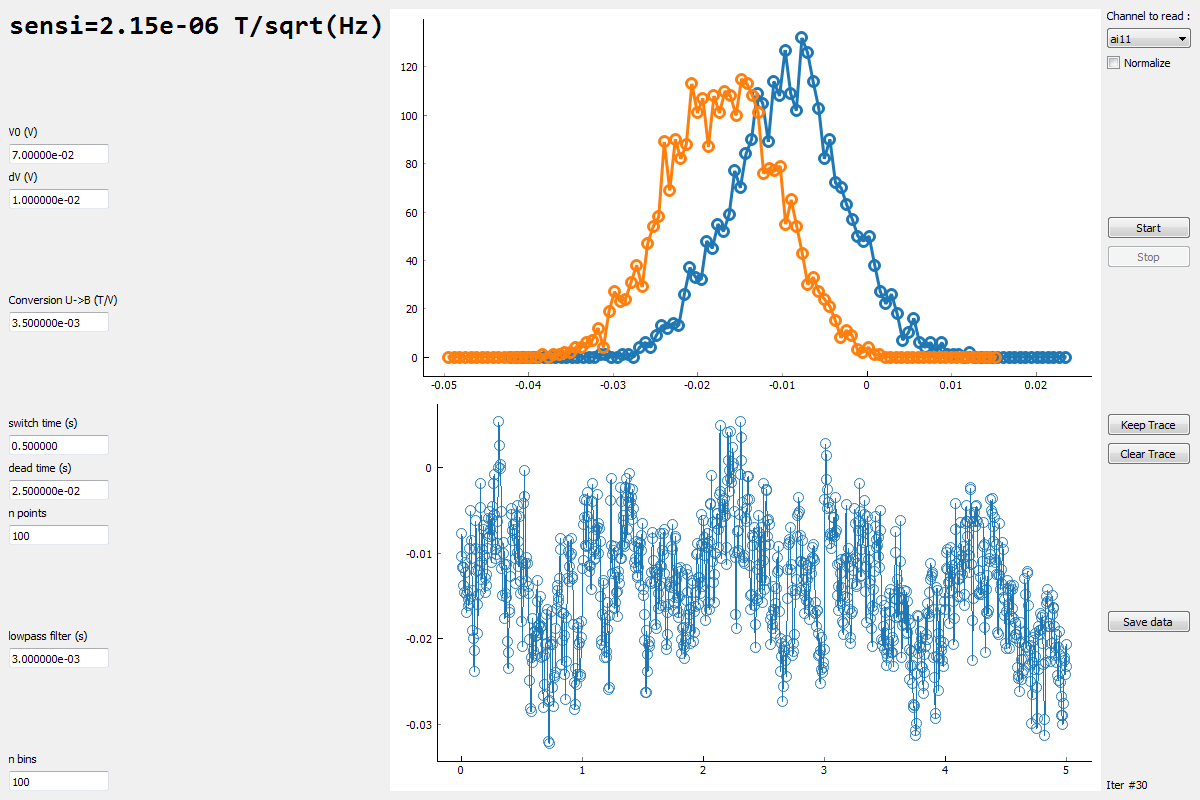 sensi=2.15e-06 T/sqrt(Hz)
V0 (V)
7.00000e-02
dV (V)
1.000000e-02
Conversion U->B (T/V)
3.500000e-03
switch time (s)
0.500000
dead time (s)
2.500000e-02
n points
100
lowpass filter (s)
3.000000e-03
n bins
100
120
100
80
60
40
20
0
-0.05 -0.04 -0.03 -0.02 -0.01 0 0.01 0.02
0
-0.01
-0.02
-0.03
0 1 2 3 4 5
Channel to read :
ai11
Normalize
Start
Stop
Keep Trace
Clear Trace
Save data
Iter #30